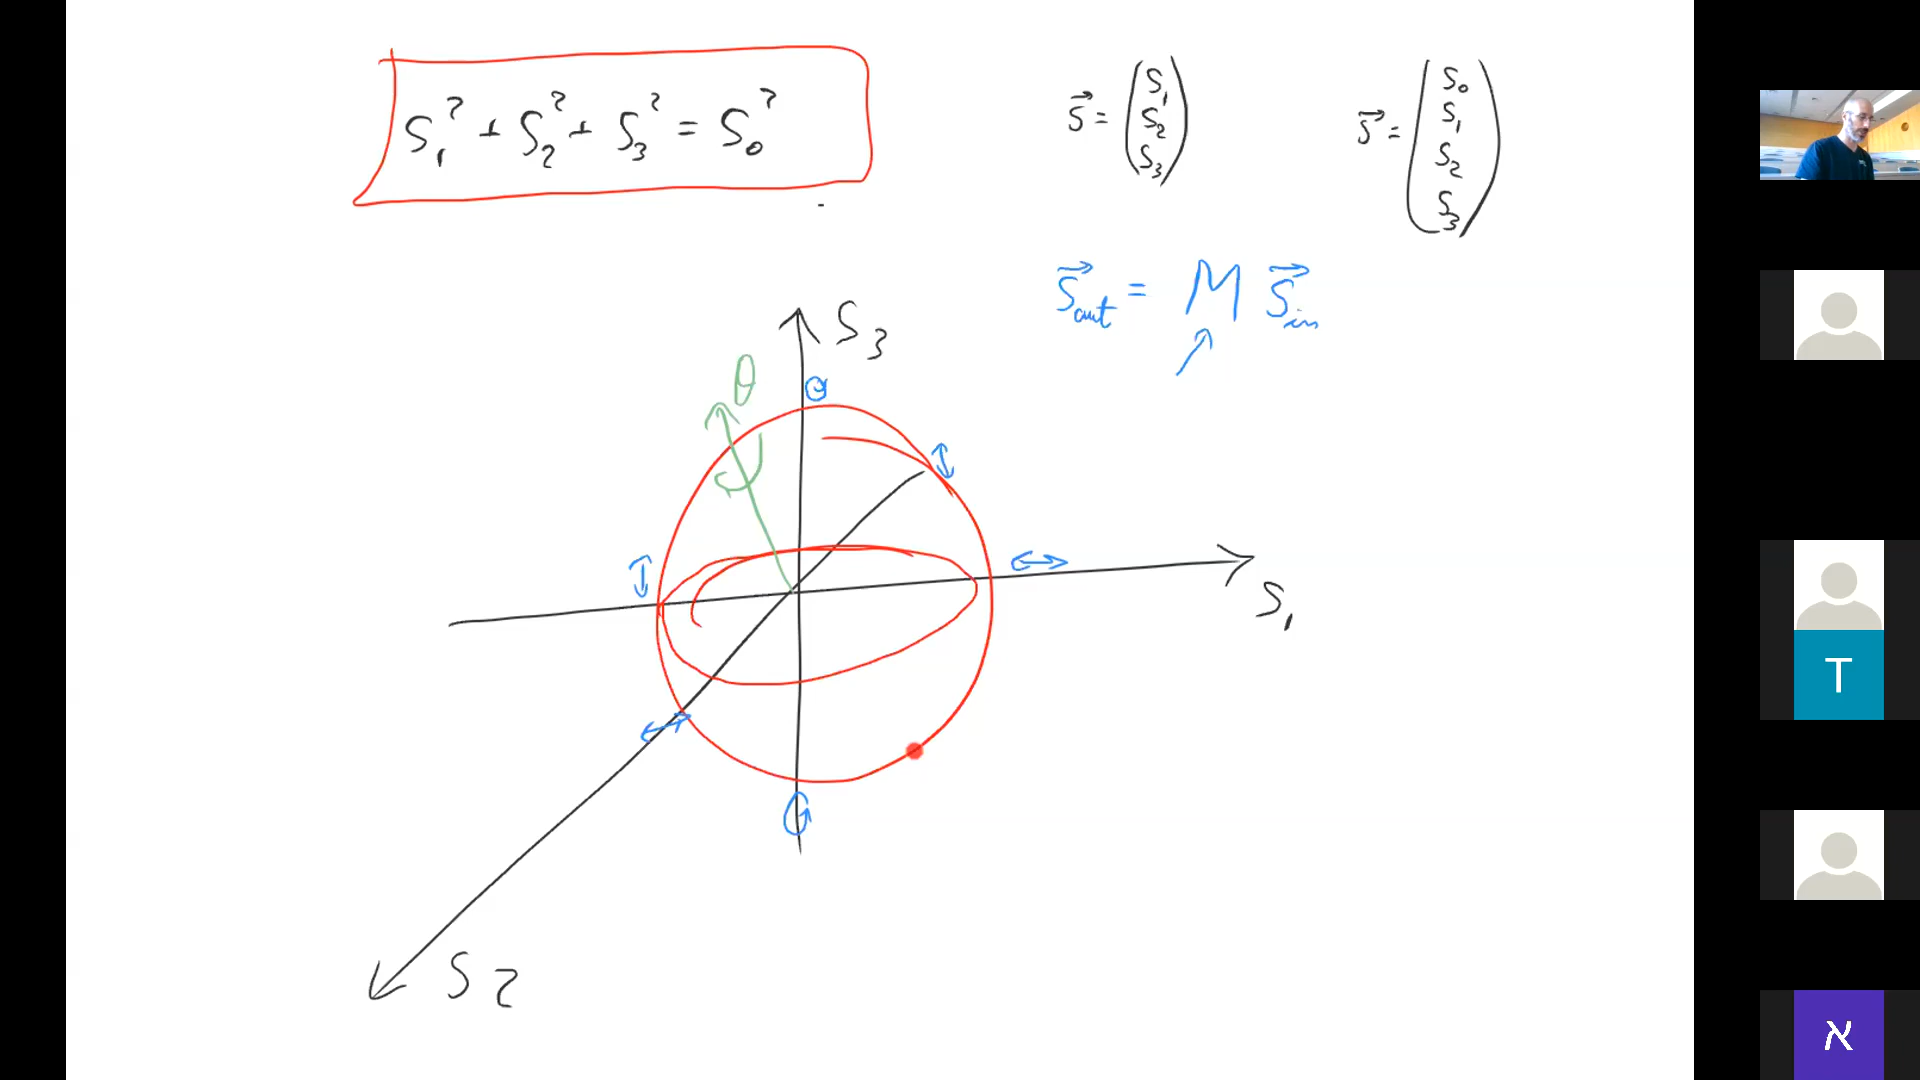 S₁² + S₂² + S₃² = S₀²
S⃗ = (S₁ S₂ S₃)
S⃗ = (S₀ S₁ S₂ S₃)
S⃗out = M S⃗in
S₃
θ
S₁
S2
T
א